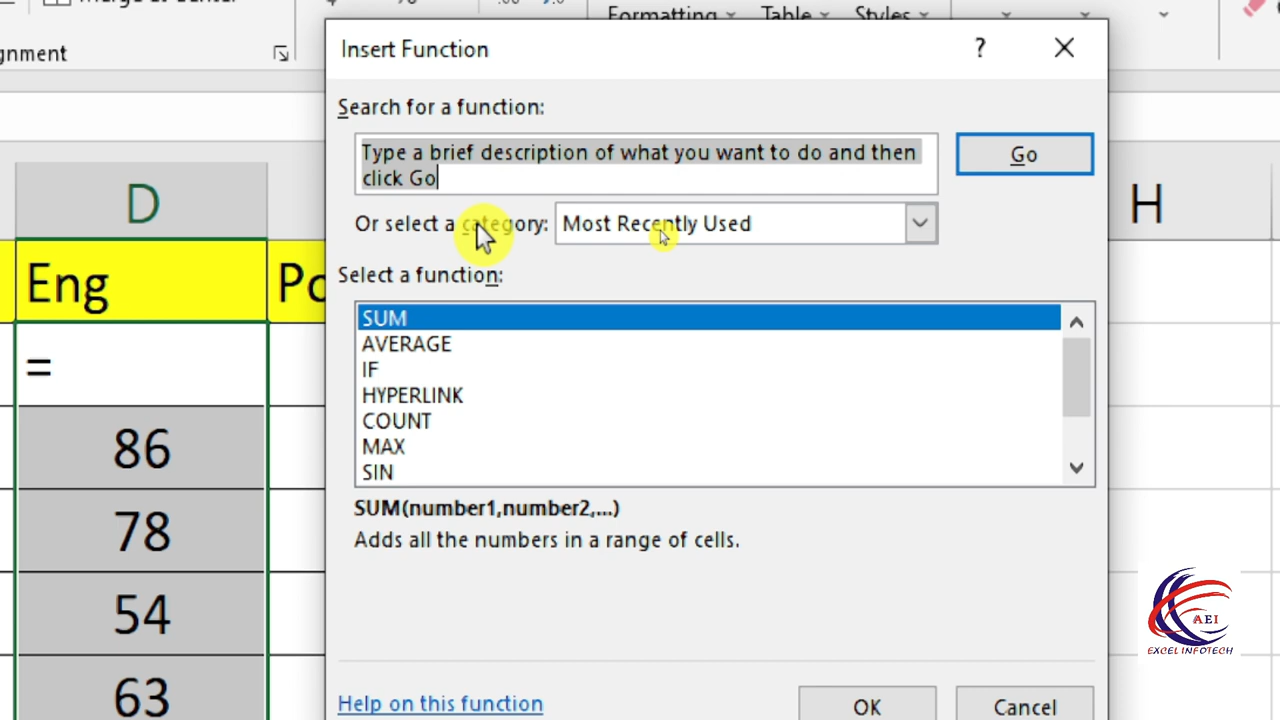 Formatting Table Styles
gnment
Insert Function ?
Search for a function:
Type a brief description of what you want to do and then
click Go
Go
D
H
Or select a category: Most Recently Used
Eng
Select a function:
=
SUM
AVERAGE
IF
HYPERLINK
COUNT
MAX
SIN
86
78
54
63
SUM(number1,number2,...)
Adds all the numbers in a range of cells.
AEI
EXCEL INFOTECH
Help on this function
OK
Cancel